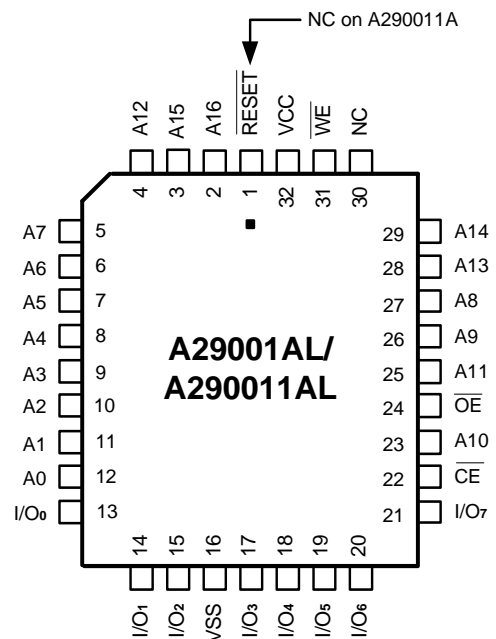 NC on A290011A
A12
A15
A16
RESET
VCC
WE
NC
4
3
2
1
32
31
30
A7 5
A6 6
A5 7
A4 8
A3 9
A2 10
A1 11
A0 12
I/O0 13
A29001AL/
A290011AL
29 A14
28 A13
27 A8
26 A9
25 A11
24 OE
23 A10
22 CE
21 I/O7
14
15
16
17
18
19
20
I/O1
I/O2
VSS
I/O3
I/O4
I/O5
I/O6